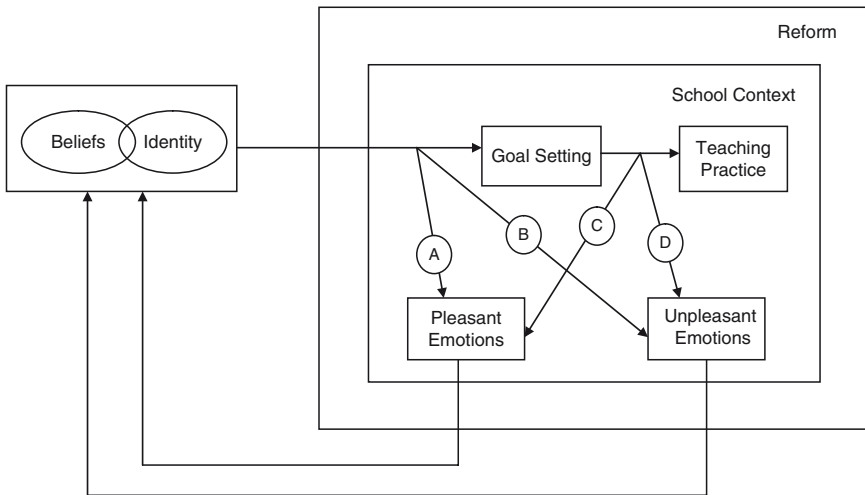 Reform
School Context
Beliefs
Identity
Goal Setting
Teaching
Practice
A
B
C
D
Pleasant
Emotions
Unpleasant
Emotions